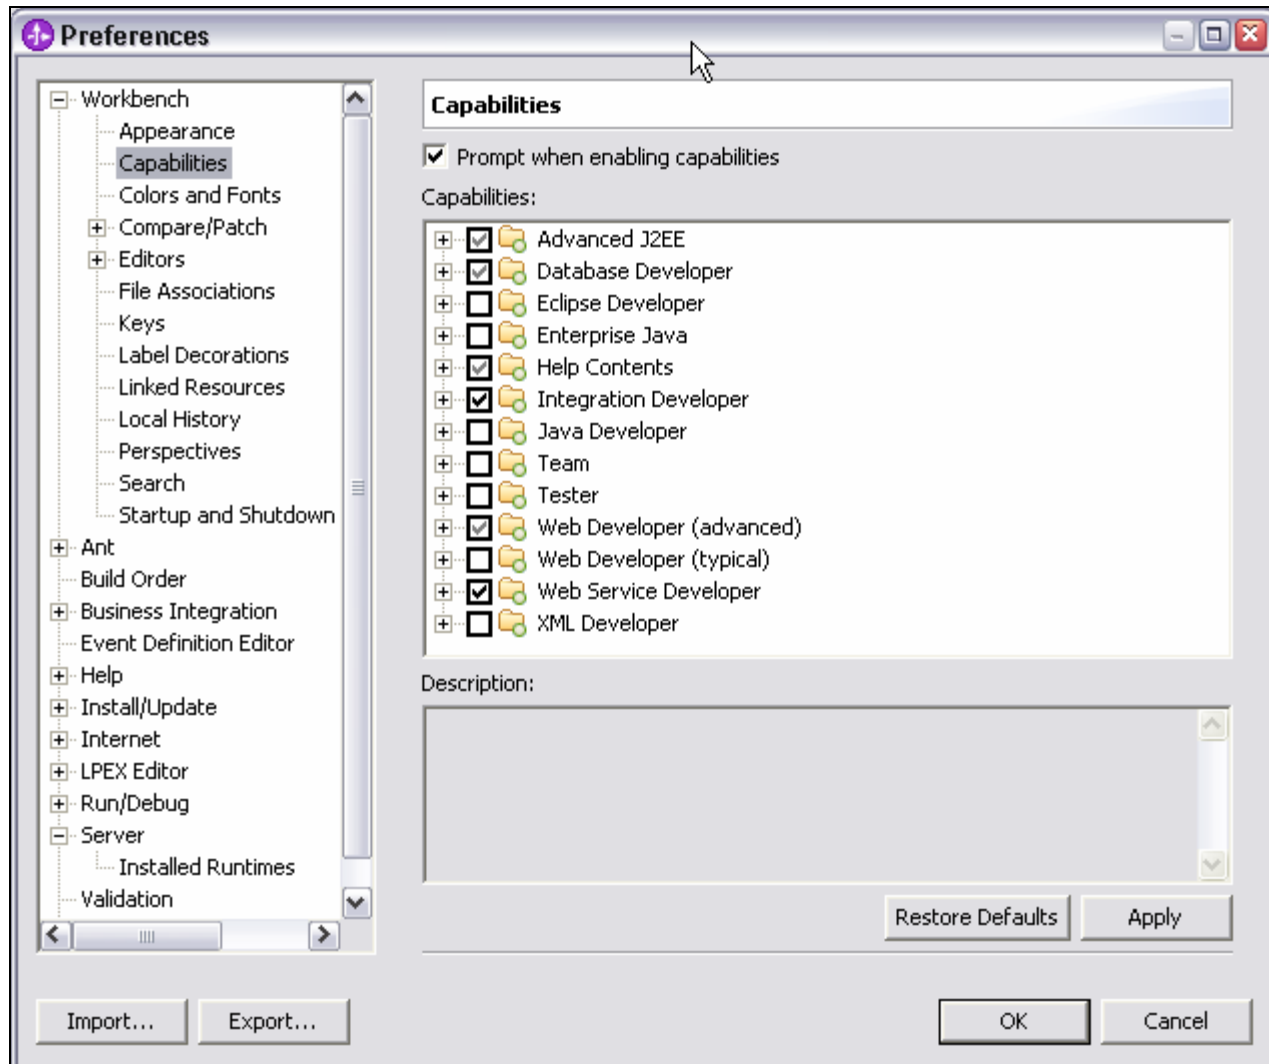 Preferences
Workbench
Appearance
Capabilities
Colors and Fonts
Compare/Patch
Editors
File Associations
Keys
Label Decorations
Linked Resources
Local History
Perspectives
Search
Startup and Shutdown
Ant
Build Order
Business Integration
Event Definition Editor
Help
Install/Update
Internet
LPEX Editor
Run/Debug
Server
Installed Runtimes
Validation
Capabilities
Prompt when enabling capabilities
Capabilities:
Advanced J2EE
Database Developer
Eclipse Developer
Enterprise Java
Help Contents
Integration Developer
Java Developer
Team
Tester
Web Developer (advanced)
Web Developer (typical)
Web Service Developer
XML Developer
Description:
Restore Defaults
Apply
Import...
Export...
OK
Cancel